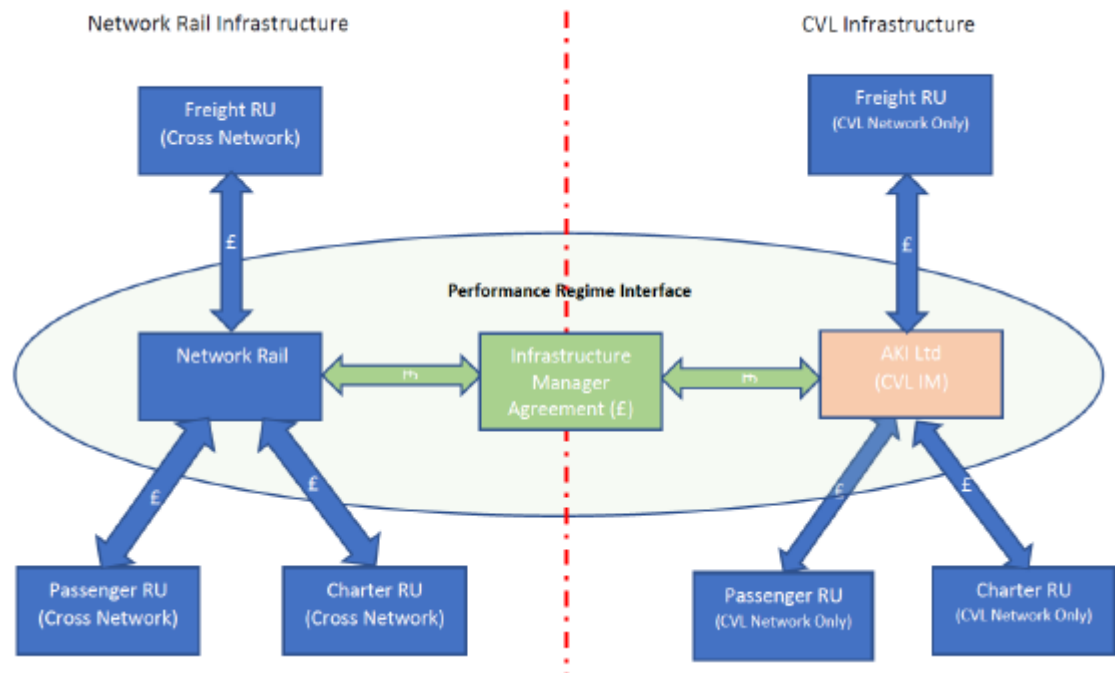 Network Rail Infrastructure
CVL Infrastructure
Freight RU
(Cross Network)
Freight RU
(CVL Network Only)
£
£
Performance Regime Interface
Network Rail
£
Infrastructure
Manager
Agreement (£)
£
AKI Ltd
(CVL IM)
£
£
£
£
Passenger RU
(Cross Network)
Charter RU
(Cross Network)
Passenger RU
(CVL Network Only)
Charter RU
(CVL Network Only)